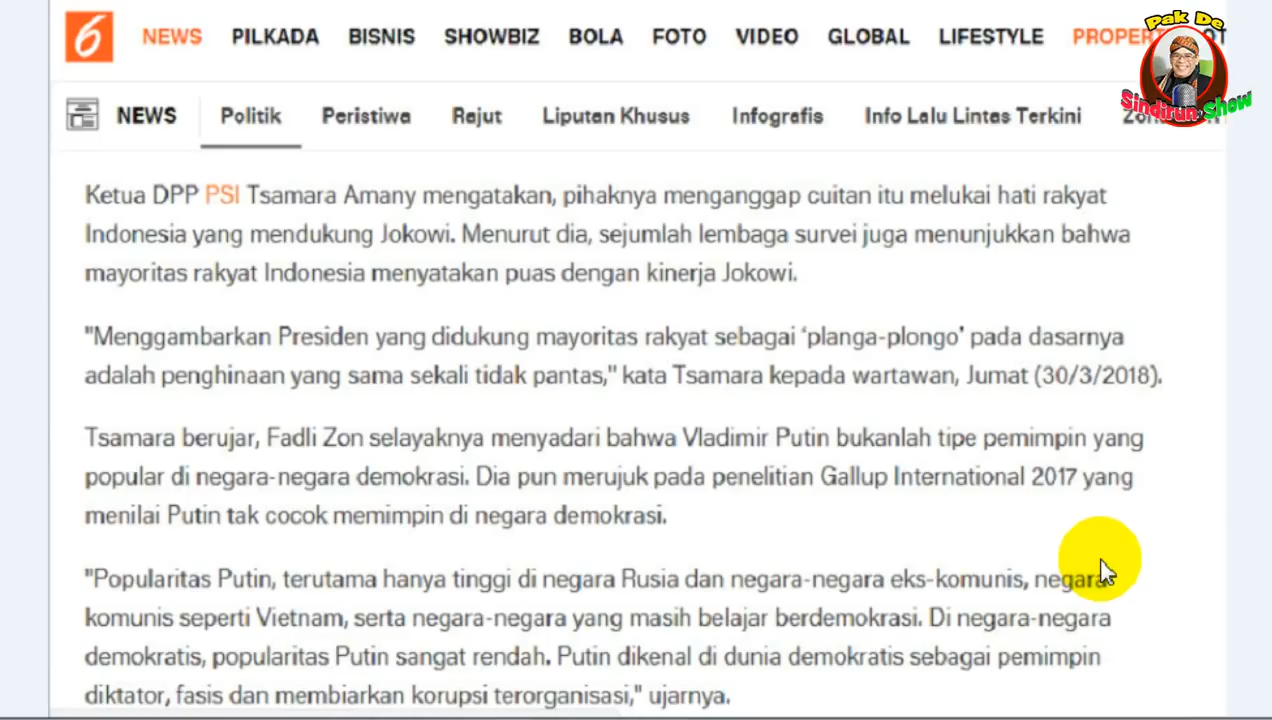 6 NEWS PILKADA BISNIS SHOWBIZ BOLA FOTO VIDEO GLOBAL LIFESTYLE
Pak De
Sindirun Show
NEWS Politik Peristiwa Rajut Liputan Khusus Infografis Info Lalu Lintas Terkini
Ketua DPP PSI Tsamara Amany mengatakan, pihaknya menganggap cuitan itu melukai hati rakyat
Indonesia yang mendukung Jokowi. Menurut dia, sejumlah lembaga survei juga menunjukkan bahwa
mayoritas rakyat Indonesia menyatakan puas dengan kinerja Jokowi.
"Menggambarkan Presiden yang didukung mayoritas rakyat sebagai ‘planga-plongo’ pada dasarnya
adalah penghinaan yang sama sekali tidak pantas," kata Tsamara kepada wartawan, Jumat (30/3/2018).
Tsamara berujar, Fadli Zon selayaknya menyadari bahwa Vladimir Putin bukanlah tipe pemimpin yang
popular di negara-negara demokrasi. Dia pun merujuk pada penelitian Gallup International 2017 yang
menilai Putin tak cocok memimpin di negara demokrasi.
"Popularitas Putin, terutama hanya tinggi di negara Rusia dan negara-negara eks-komunis, negara
komunis seperti Vietnam, serta negara-negara yang masih belajar berdemokrasi. Di negara-negara
demokratis, popularitas Putin sangat rendah. Putin dikenal di dunia demokratis sebagai pemimpin
diktator, fasis dan membiarkan korupsi terorganisasi," ujarnya.